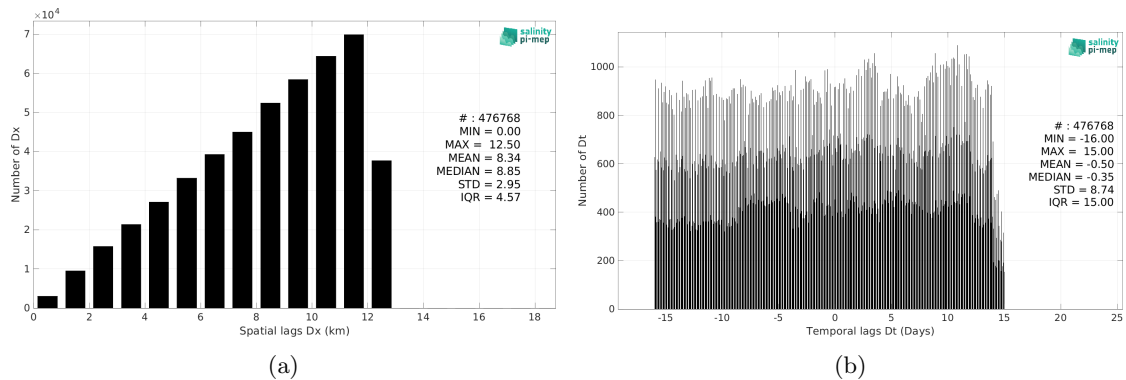 ×10⁴
7
6
5
4
3
2
1
0
Number of Dx
0 2 4 6 8 10 12 14 16 18
Spatial lags Dx (km)
salinity
pi-mep
# : 476768
MIN = 0.00
MAX = 12.50
MEAN = 8.34
MEDIAN = 8.85
STD = 2.95
IQR = 4.57
(a)
1000
800
600
400
200
0
Number of Dt
-15 -10 -5 0 5 10 15 20 25
Temporal lags Dt (Days)
salinity
pi-mep
# : 476768
MIN = -16.00
MAX = 15.00
MEAN = -0.50
MEDIAN = -0.35
STD = 8.74
IQR = 15.00
(b)